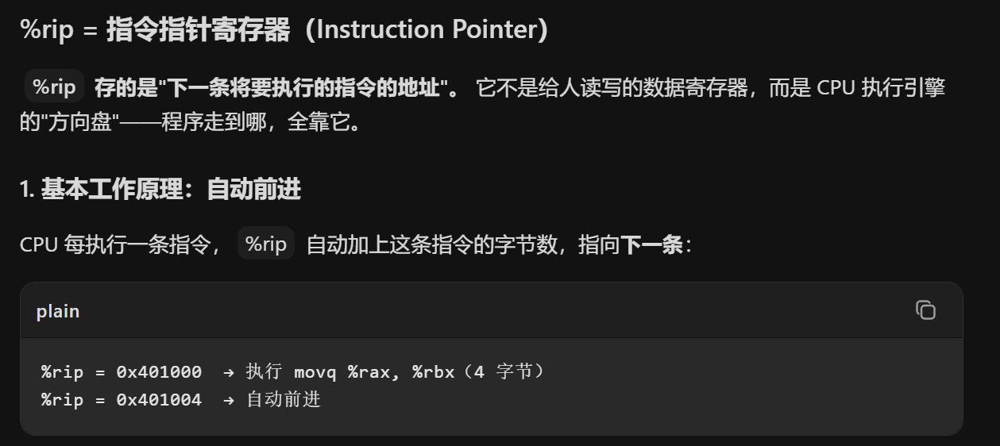 %rip = 指令指针寄存器（Instruction Pointer）
%rip 存的是"下一条将要执行的指令的地址"。 它不是给人读写的数据寄存器，而是 CPU 执行引擎
的"方向盘"——程序走到哪，全靠它。
1. 基本工作原理：自动前进
CPU 每执行一条指令， %rip 自动加上这条指令的字节数，指向下一条：
plain
%rip = 0x401000 → 执行 movq %rax, %rbx（4 字节）
%rip = 0x401004 → 自动前进